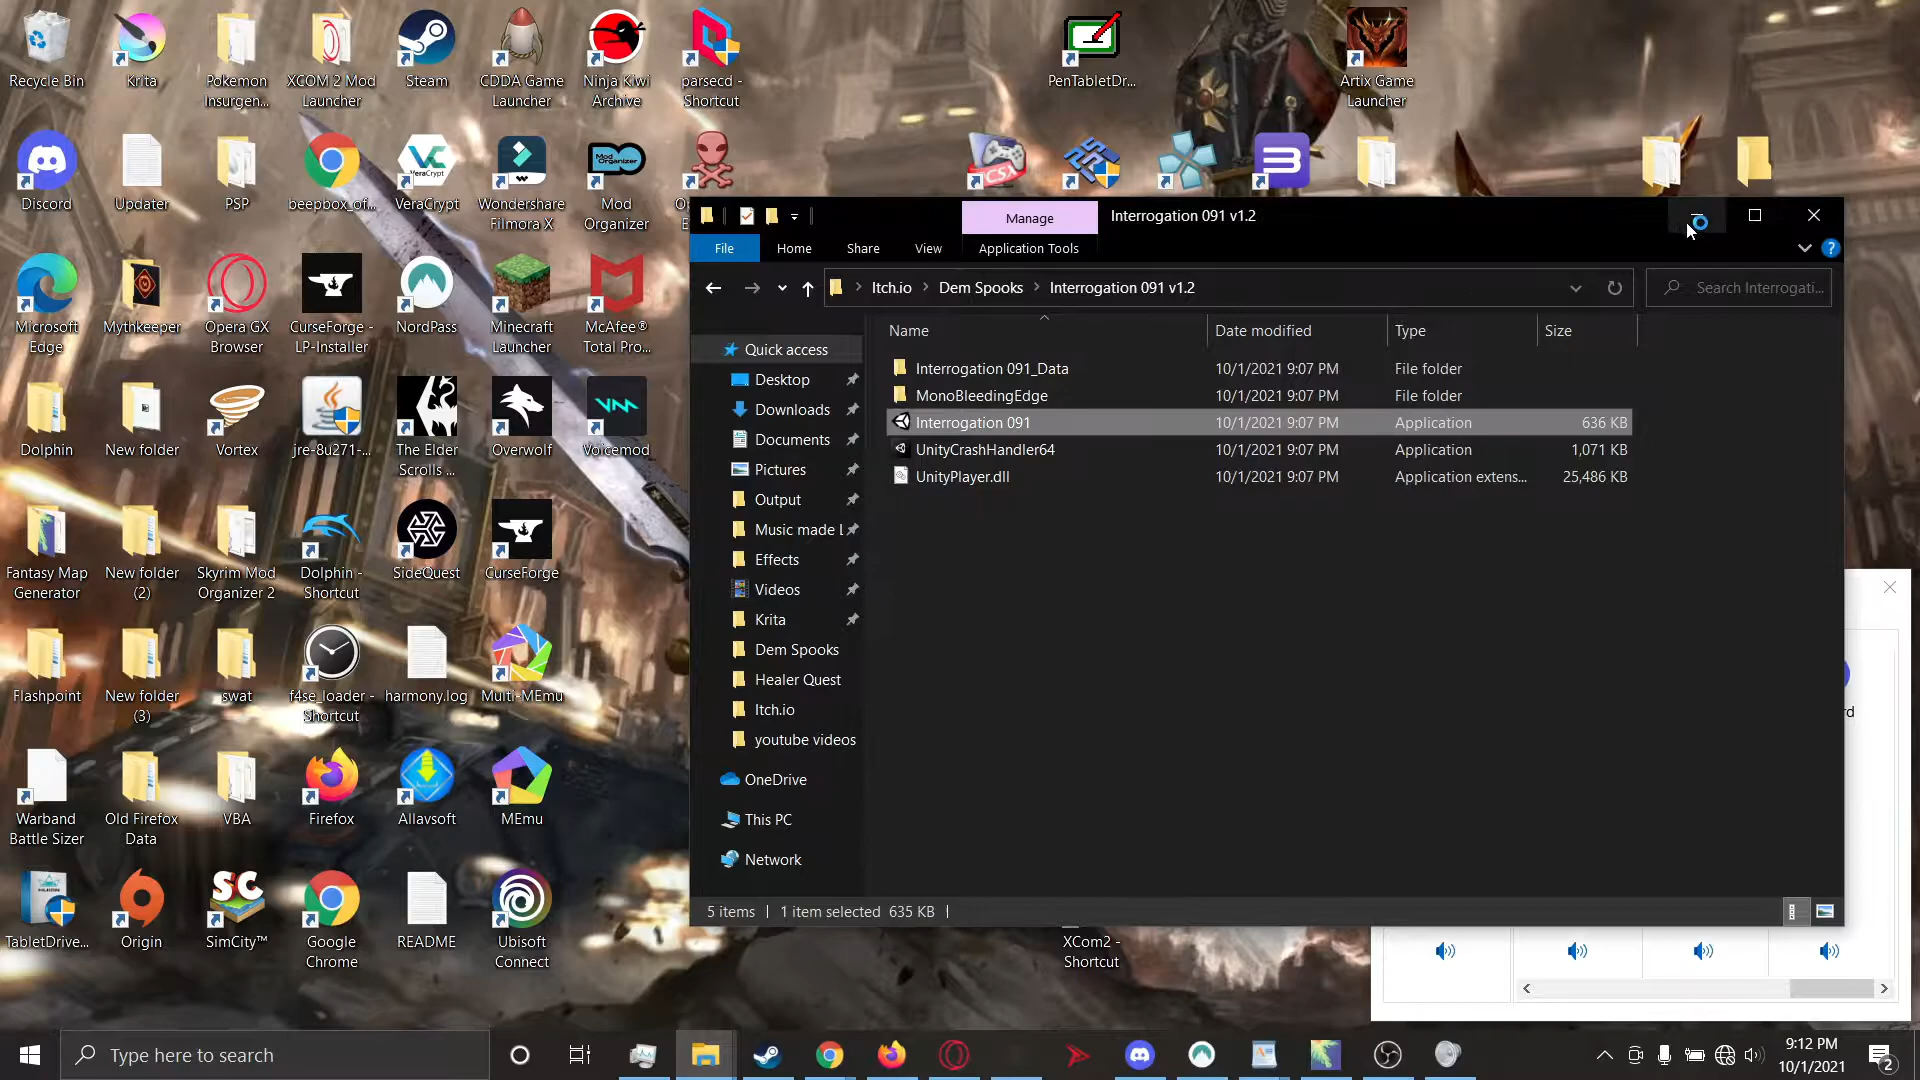 Recycle Bin
Krita
Pokemon
Insurgen...
XCOM 2 Mod
Launcher
Steam
CDDA Game
Launcher
Ninja Kiwi
Archive
parsecd -
Shortcut
PenTabletDr...
Artix Game
Launcher
Discord
Updater
PSP
beepbox_of...
VeraCrypt
Wondershare
Filmora X
Mod
Organizer
Manage
Interrogation 091 v1.2
File
Home
Share
View
Application Tools
Itch.io
Dem Spooks
Interrogation 091 v1.2
Search Interrogati...
Microsoft
Edge
Mythkeeper
Opera GX
Browser
CurseForge -
LP-Installer
NordPass
Minecraft
Launcher
McAfee®
Total Pro...
Name
Date modified
Type
Size
Interrogation 091_Data 10/1/2021 9:07 PM File folder
MonoBleedingEdge 10/1/2021 9:07 PM File folder
Interrogation 091 10/1/2021 9:07 PM Application 636 KB
UnityCrashHandler64 10/1/2021 9:07 PM Application 1,071 KB
UnityPlayer.dll 10/1/2021 9:07 PM Application extens... 25,486 KB
Quick access
Desktop
Downloads
Documents
Pictures
Output
Music made l
Effects
Videos
Krita
Dem Spooks
Healer Quest
Itch.io
youtube videos
OneDrive
This PC
Network
5 items 1 item selected 635 KB
Dolphin
New folder
Vortex
jre-8u271-...
The Elder
Scrolls ...
Overwolf
Voicemod
Fantasy Map
Generator
New folder
(2)
Skyrim Mod
Organizer 2
Dolphin -
Shortcut
SideQuest
CurseForge
Flashpoint
New folder
(3)
swat
f4se_loader -
Shortcut
harmony.log
Multi-MEmu
Warband
Battle Sizer
Old Firefox
Data
VBA
Firefox
Allavsoft
MEmu
TabletDrive...
Origin
SimCity™
Google
Chrome
README
Ubisoft
Connect
XCom2 -
Shortcut
Type here to search
9:12 PM
10/1/2021
2